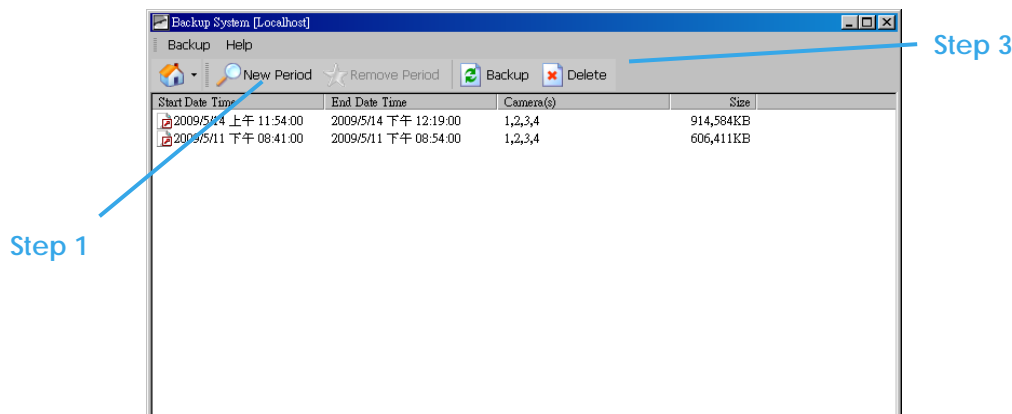 Backup System [Localhost]
Backup Help
New Period Remove Period Backup Delete
Start Date Time End Date Time Camera(s) Size
2009/5/14 上午 11:54:00 2009/5/14 下午 12:19:00 1,2,3,4 914,584KB
2009/5/11 下午 08:41:00 2009/5/11 下午 08:54:00 1,2,3,4 606,411KB
Step 3
Step 1